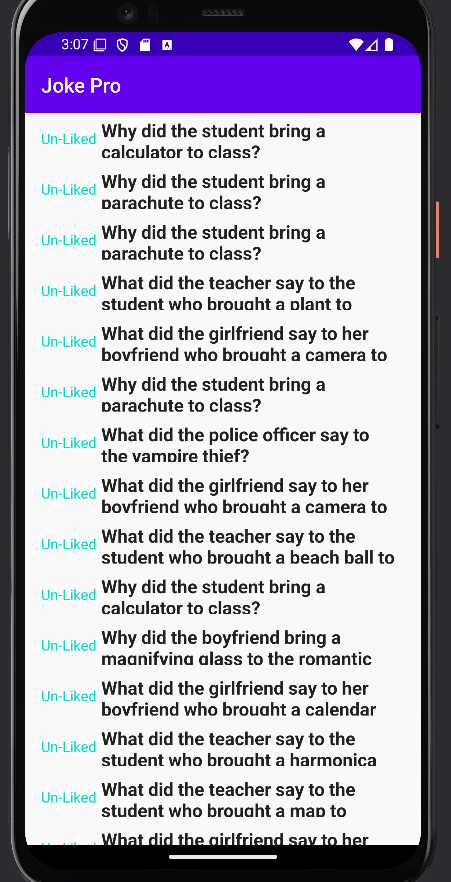 3:07
Joke Pro
Un-Liked Why did the student bring a
calculator to class?
Un-Liked Why did the student bring a
parachute to class?
Un-Liked Why did the student bring a
parachute to class?
Un-Liked What did the teacher say to the
student who brought a plant to
Un-Liked What did the girlfriend say to her
boyfriend who brought a camera to
Un-Liked Why did the student bring a
parachute to class?
Un-Liked What did the police officer say to
the vampire thief?
Un-Liked What did the girlfriend say to her
boyfriend who brought a camera to
Un-Liked What did the teacher say to the
student who brought a beach ball to
Un-Liked Why did the student bring a
calculator to class?
Un-Liked Why did the boyfriend bring a
magnifying glass to the romantic
Un-Liked What did the girlfriend say to her
boyfriend who brought a calendar
Un-Liked What did the teacher say to the
student who brought a harmonica
Un-Liked What did the teacher say to the
student who brought a map to
Un-Liked What did the girlfriend say to her